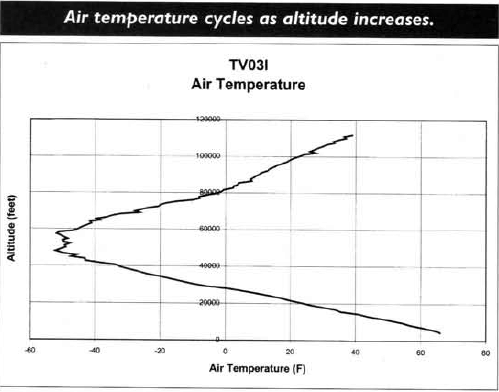 Air temperature cycles as altitude increases.
TV03I
Air Temperature
120000
100000
80000
60000
40000
20000
0
-60 -40 -20 0 20 40 60 80
Altitude (feet)
Air Temperature (F)